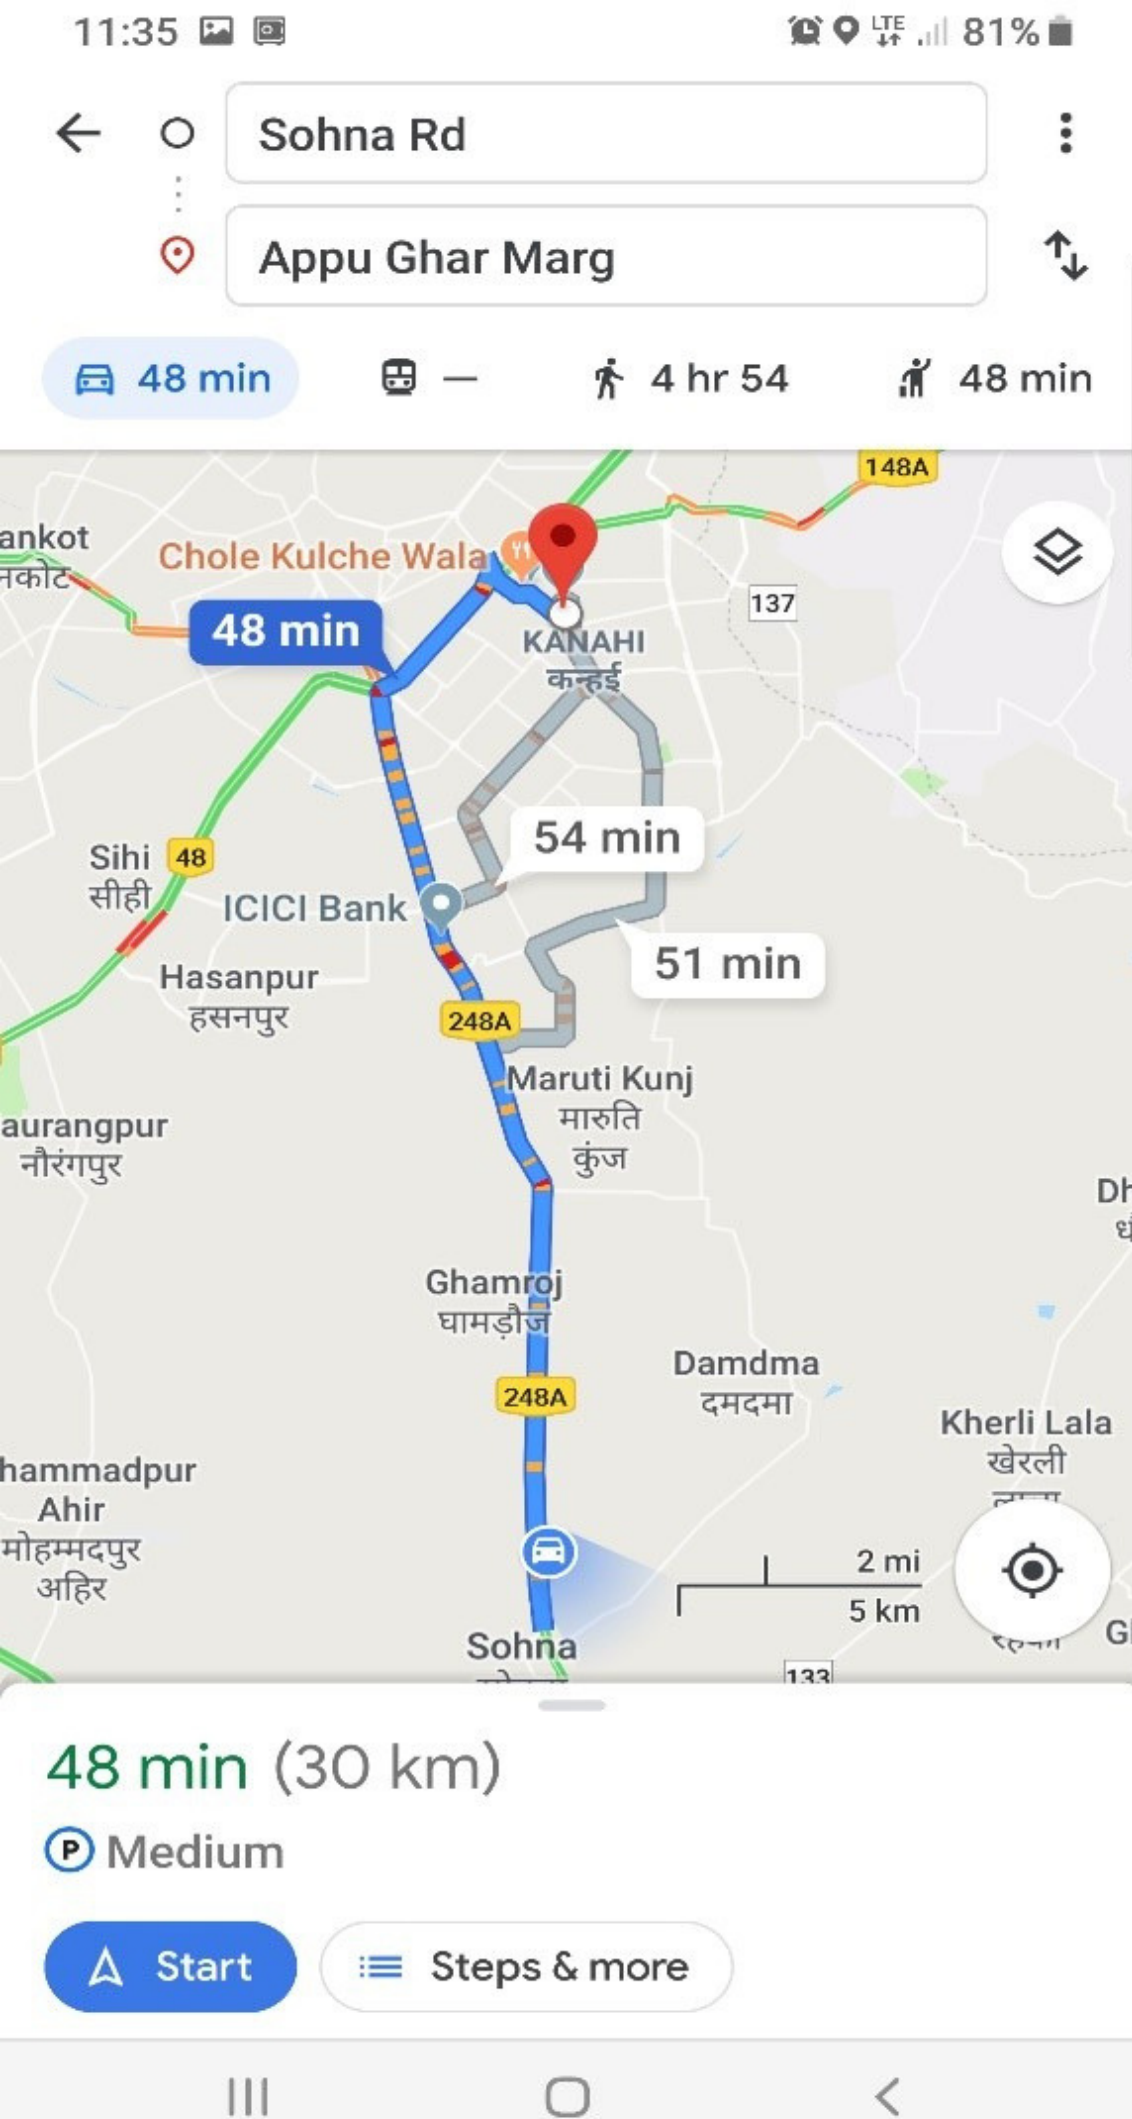 11:35
LTE
81%
Sohna Rd
Appu Ghar Marg
48 min
—
4 hr 54
48 min
148A
ankot
नकोट
Chole Kulche Wala
137
48 min
KANAHI
कन्हई
54 min
Sihi
सीही
48
ICICI Bank
51 min
Hasanpur
हसनपुर
248A
Maruti Kunj
मारुति
कुंज
aurangpur
नौरंगपुर
Dh
Ghamroj
घामड़ौज
Damdma
दमदमा
248A
Kherli Lala
खेरली
hammadpur
Ahir
मोहम्मदपुर
अहिर
2 mi
5 km
Sohna
G
133
48 min (30 km)
P Medium
Start
Steps & more